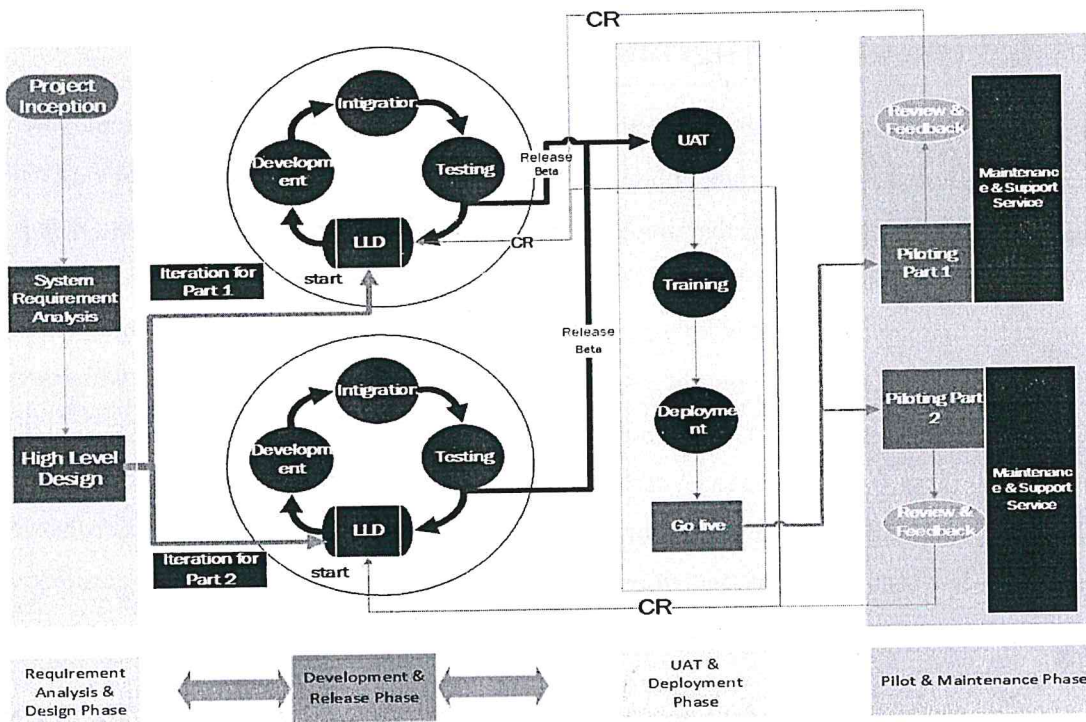 CR
Project
Inception
System
Requirement
Analysis
High Level
Design
Intigration
Developm
ent
Testing
LLD
start
Iteration for
Part 1
Release
Beta
CR
Intigration
Developm
ent
Testing
LLD
start
Iteration for
Part 2
Release
Beta
UAT
Training
Deployme
nt
Go live
CR
Review &
Feedback
Maintenanc
e & Support
Service
Piloting
Part 1
Piloting Part
2
Maintenanc
e & Support
Service
Review &
Feedback
Requirement
Analysis &
Design Phase
Development &
Release Phase
UAT &
Deployment
Phase
Pilot & Maintenance Phase